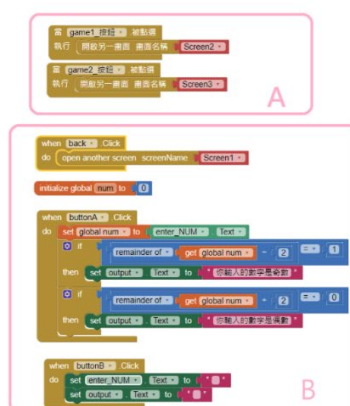 當 game1_按鈕 被點選
執行 開啟另一畫面 畫面名稱 Screen2
當 game2_按鈕 被點選
執行 開啟另一畫面 畫面名稱 Screen3
A
when back .Click
do open another screen screenName Screen1
initialize global num to 0
when buttonA .Click
do set global num to enter_NUM . Text
if remainder of get global num ÷ 2 = 1
then set output . Text to " 你輸入的數字是奇數 "
if remainder of get global num ÷ 2 = 0
then set output . Text to " 你輸入的數字是偶數 "
when buttonB .Click
do set enter_NUM . Text to " "
set output . Text to " "
B